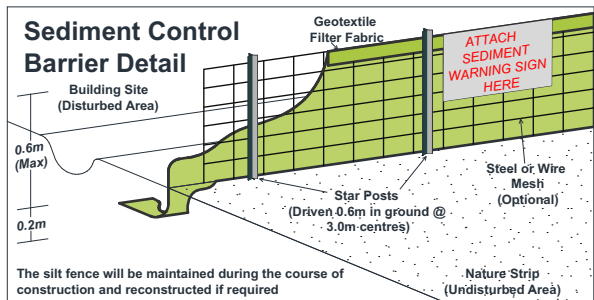 Sediment Control
Barrier Detail
Geotextile
Filter Fabric
ATTACH
SEDIMENT
WARNING SIGN
HERE
Building Site
(Disturbed Area)
0.6m
(Max)
0.2m
Steel or Wire
Mesh
(Optional)
Star Posts
(Driven 0.6m in ground @
3.0m centres)
The silt fence will be maintained during the course of
construction and reconstructed if required
Nature Strip
(Undisturbed Area)